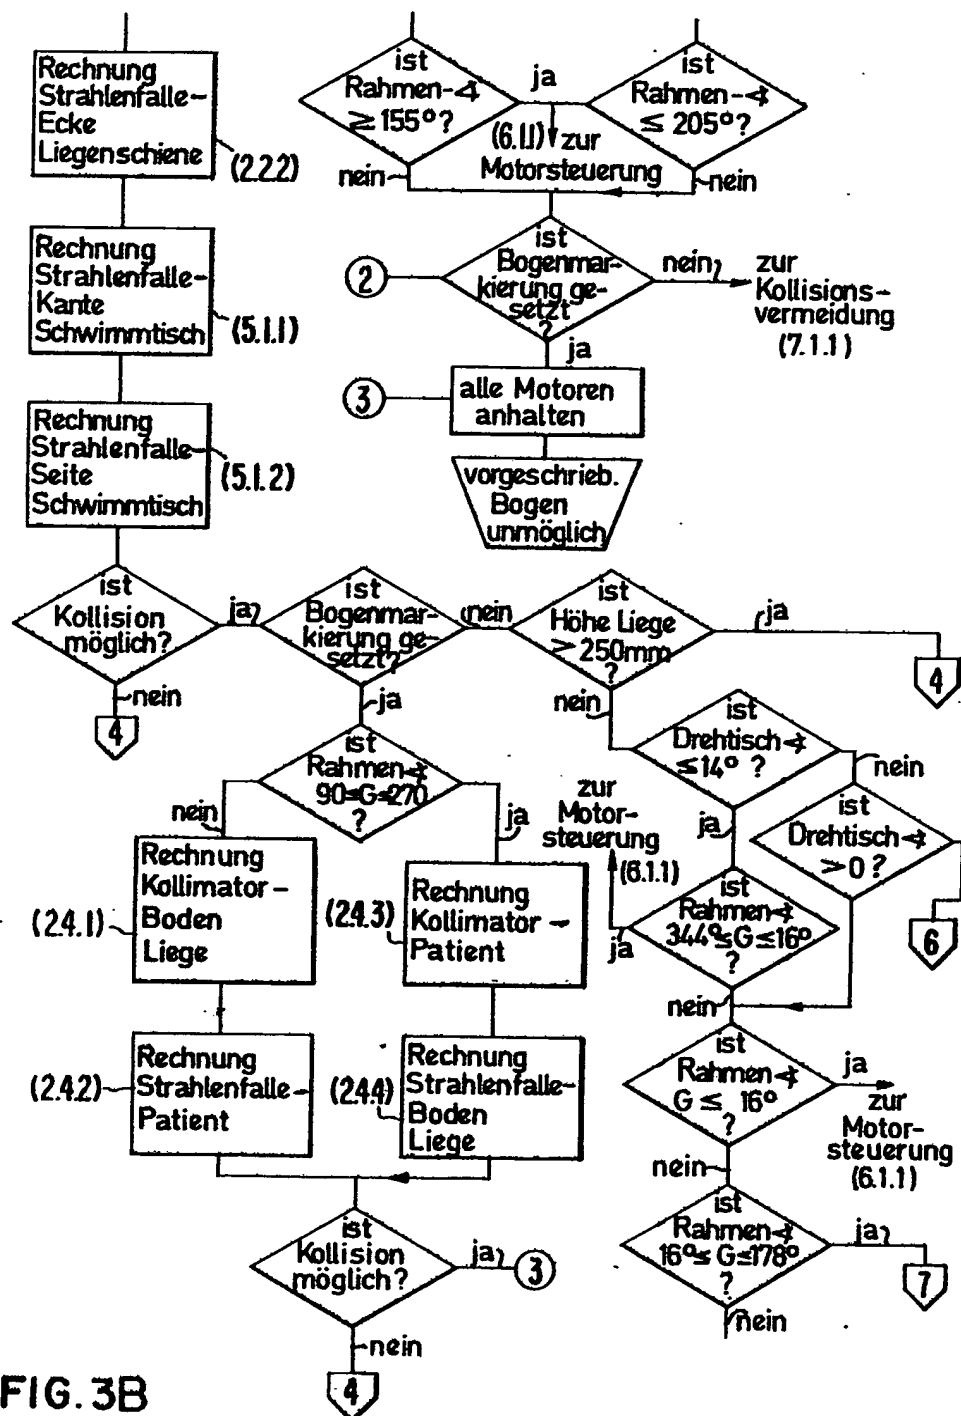 Rechnung
Strahlenfalle-
Ecke
Liegenschiene
(2.2.2)
Rechnung
Strahlenfalle-
Kante
Schwimmtisch
(5.1.1)
Rechnung
Strahlenfalle-
Seite
Schwimmtisch
(5.1.2)
ist
Kollision
möglich?
ja
nein
4
ist
Rahmen-∢
≥ 155°?
ja
ist
Rahmen-∢
≤ 205°?
(6.1.1) zur
Motorsteuerung
nein
nein
2
ist
Bogenmar-
kierung ge-
setzt
?
nein
zur
Kollisions-
vermeidung
(7.1.1)
ja
3
alle Motoren
anhalten
vorgeschrieb.
Bogen
unmöglich
ist
Bogenmar-
kierung ge-
setzt?
nein
ja
ist
Höhe Liege
> 250mm
?
ja
4
nein
ist
Rahmen∢
90≤G≤270
?
nein
ja
Rechnung
Kollimator-
Boden
Liege
(2.4.1)
Rechnung
Strahlenfalle-
Patient
(2.4.2)
Rechnung
Kollimator-
Patient
(2.4.3)
Rechnung
Strahlenfalle-
Boden
Liege
(2.4.4)
ist
Kollision
möglich?
ja
3
nein
4
ist
Drehtisch∢
≤14° ?
nein
ja
ist
Drehtisch∢
>0?
6
zur
Motor-
steuerung
(6.1.1)
ist
Rahmen∢
344°≤G≤16°
?
ja
nein
ist
Rahmen∢
G ≤ 16°
?
ja
zur
Motor-
steuerung
(6.1.1)
nein
ist
Rahmen∢
16°≤ G≤178°
?
ja
7
nein
FIG. 3B